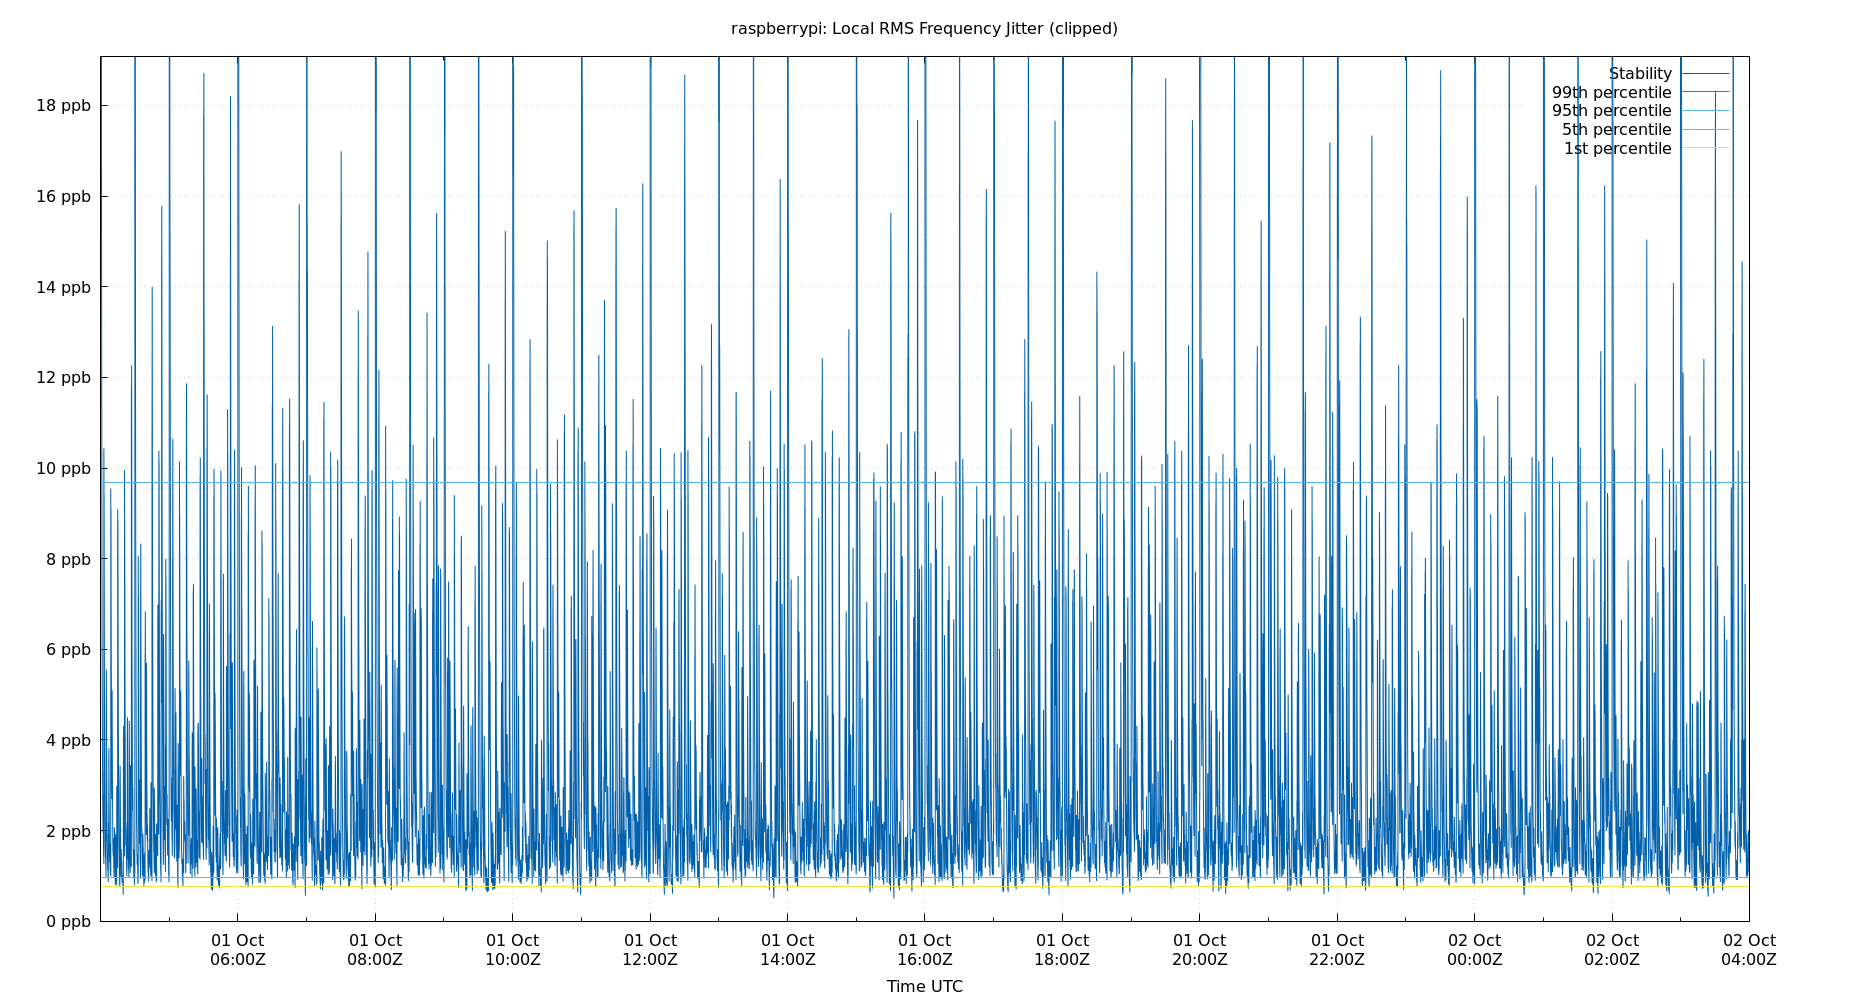 raspberrypi: Local RMS Frequency Jitter (clipped)
Stability
99th percentile
95th percentile
5th percentile
1st percentile
18 ppb
16 ppb
14 ppb
12 ppb
10 ppb
8 ppb
6 ppb
4 ppb
2 ppb
0 ppb
01 Oct 01 Oct 01 Oct 01 Oct 01 Oct 01 Oct 01 Oct 01 Oct 01 Oct 02 Oct 02 Oct 02 Oct
06:00Z 08:00Z 10:00Z 12:00Z 14:00Z 16:00Z 18:00Z 20:00Z 22:00Z 00:00Z 02:00Z 04:00Z
Time UTC